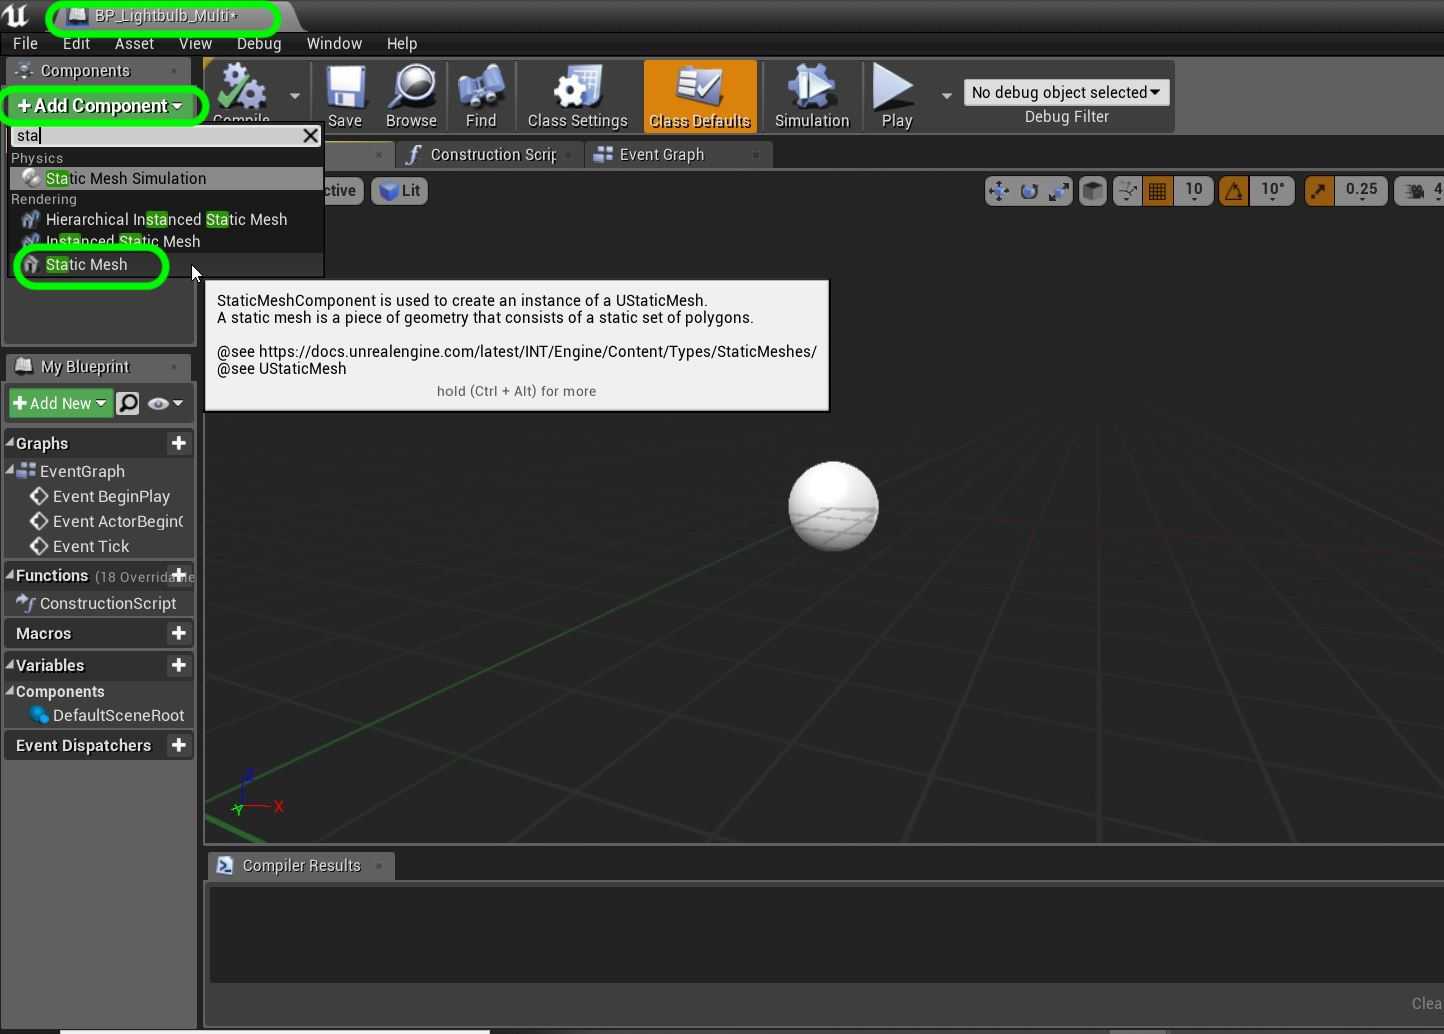 BP_Lightbulb_Multi*
File Edit Asset View Debug Window Help
Components
+Add Component
Compile Save Browse Find Class Settings Class Defaults Simulation Play
No debug object selected
Debug Filter
sta
Physics
Static Mesh Simulation
Rendering
Hierarchical Instanced Static Mesh
Instanced Static Mesh
Static Mesh
Construction Scrip
Event Graph
ctive
Lit
10 10° 0.25 4
StaticMeshComponent is used to create an instance of a UStaticMesh.
A static mesh is a piece of geometry that consists of a static set of polygons.
@see https://docs.unrealengine.com/latest/INT/Engine/Content/Types/StaticMeshes/
@see UStaticMesh
hold (Ctrl + Alt) for more
My Blueprint
+Add New
Graphs
EventGraph
Event BeginPlay
Event ActorBegin
Event Tick
Functions (18 Overridable
ConstructionScript
Macros
Variables
Components
DefaultSceneRoot
Event Dispatchers
Z
Y X
Compiler Results
Clea